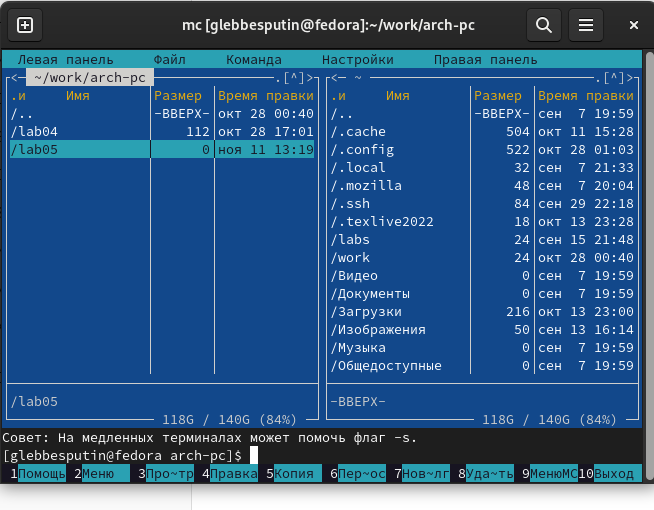 mc [glebbesputin@fedora]:~/work/arch-pc
Левая панель Файл Команда Настройки Правая панель
<─ ~/work/arch-pc .[^]> <─ ~ .[^]>
.и Имя Размер Время правки .и Имя Размер Время правки
/.. -ВВЕРХ- окт 28 00:40 /.. -ВВЕРХ- сен 7 19:59
/lab04 112 окт 28 17:01 /.cache 504 окт 11 15:28
/lab05 0 ноя 11 13:19 /.config 522 окт 28 01:03
/.local 32 сен 7 21:33
/.mozilla 48 сен 7 20:04
/.ssh 84 сен 29 22:18
/.texlive2022 18 окт 13 23:28
/labs 24 сен 15 21:48
/work 24 окт 28 00:40
/Видео 0 сен 7 19:59
/Документы 0 сен 7 19:59
/Загрузки 216 окт 13 23:00
/Изображения 50 сен 13 16:14
/Музыка 0 сен 7 19:59
/Общедоступные 0 сен 7 19:59
/lab05 -ВВЕРХ-
118G / 140G (84%) 118G / 140G (84%)
Совет: На медленных терминалах может помочь флаг -s.
[glebbesputin@fedora arch-pc]$
1Помощь 2Меню 3Про~тр 4Правка 5Копия 6Пер~ос 7Нов~лг 8Уда~ть 9МенюМС 10Выход